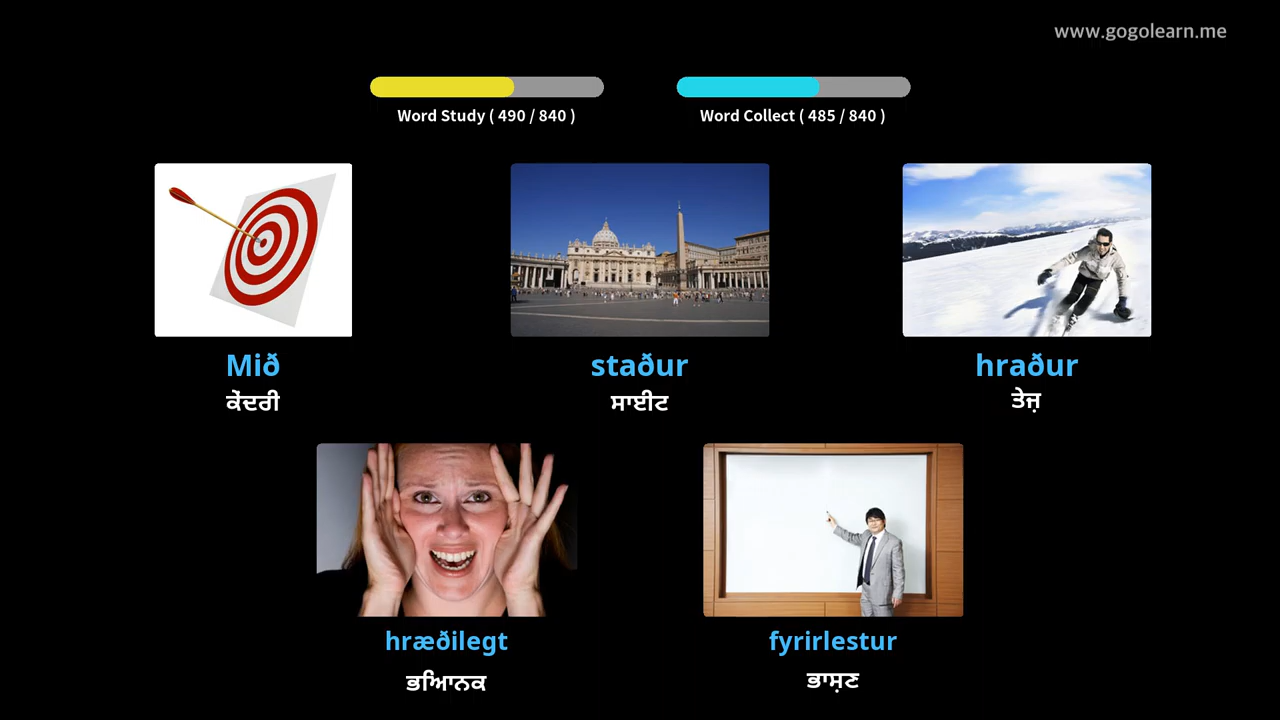 www.gogolearn.me
Word Study ( 490 / 840 )
Word Collect ( 485 / 840 )
Mið
ਕੇਂਦਰੀ
staður
ਸਾਈਟ
hraður
ਤੇਜ਼
hræðilegt
ਭਿਆਨਕ
fyrirlestur
ਭਾਸ਼ਣ